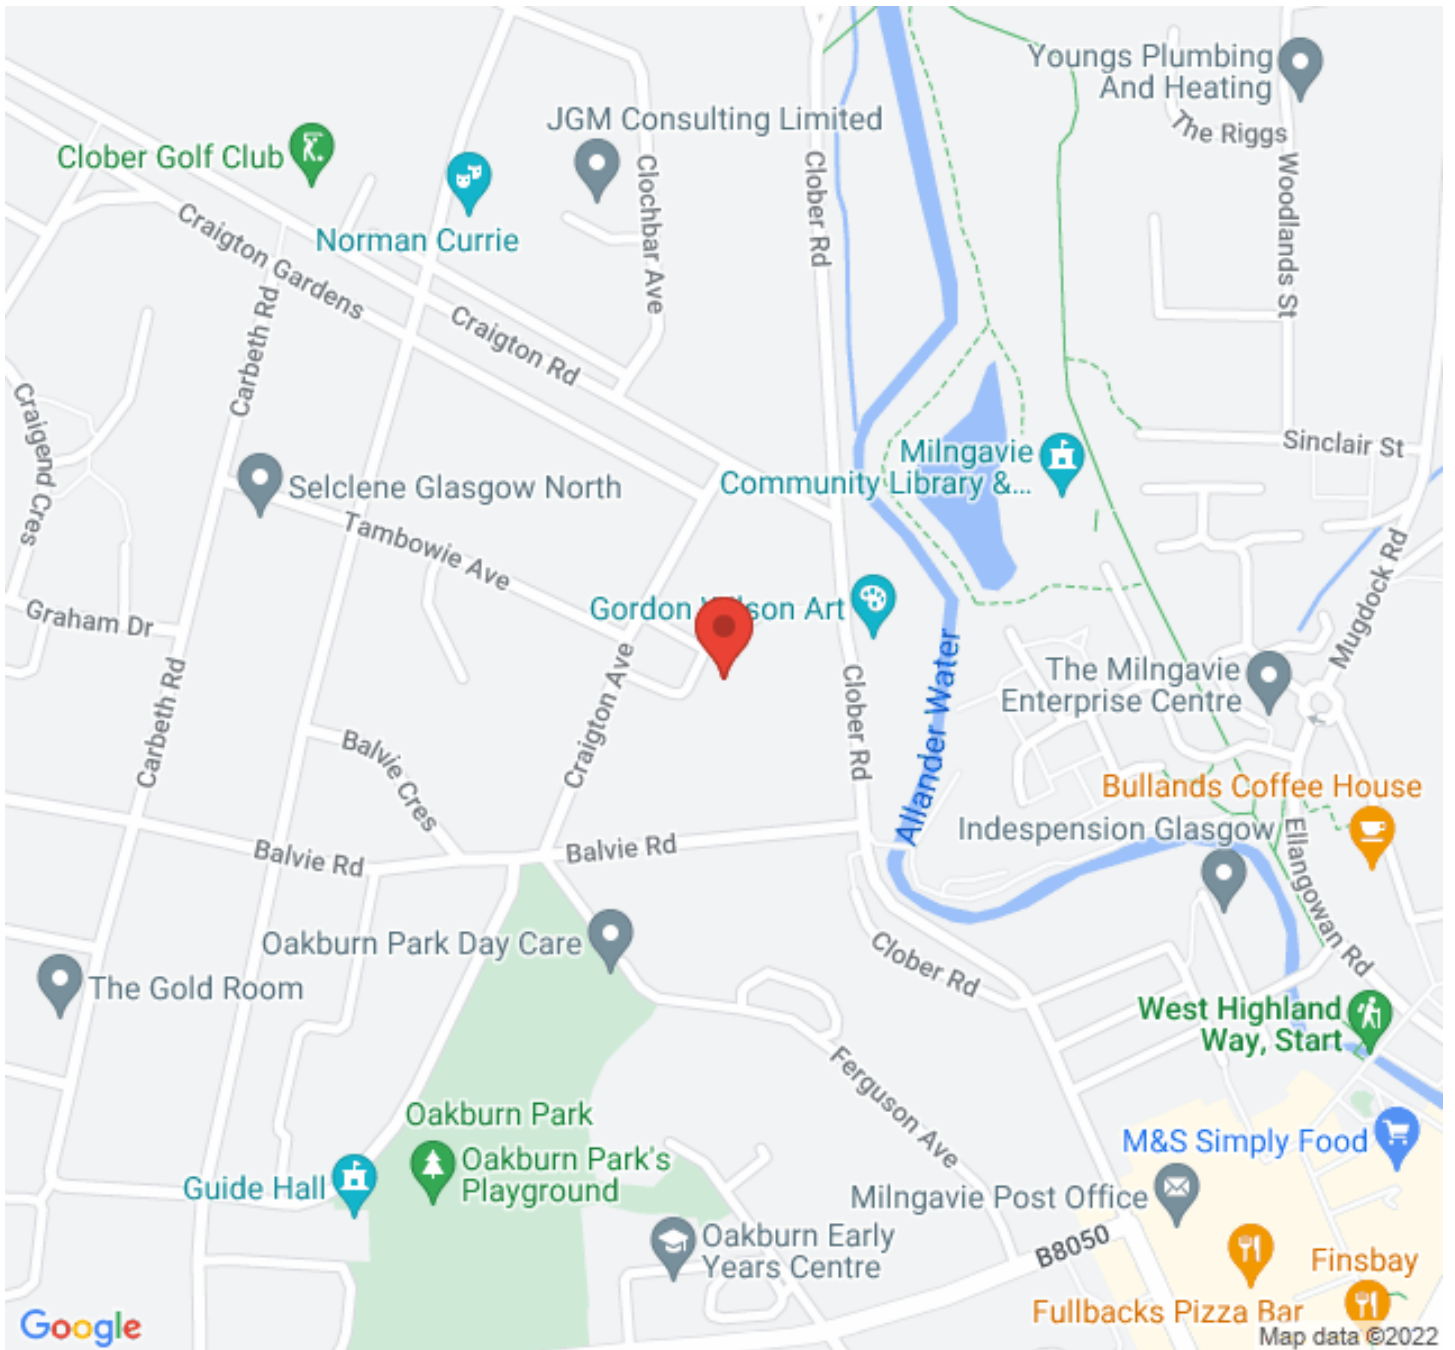 Youngs Plumbing
And Heating
The Riggs
JGM Consulting Limited
Clober Golf Club
Clober Rd
Clochbar Ave
Woodlands St
Norman Currie
Craigton Gardens
Carbeth Rd
Craigton Rd
Craigend Cres
Sinclair St
Milngavie
Community Library &...
Selclene Glasgow North
Tambowie Ave
Mugdock Rd
Graham Dr
Gordon Wilson Art
Allander Water
The Milngavie
Enterprise Centre
Carbeth Rd
Craigton Ave
Clober Rd
Balvie Cres
Bullands Coffee House
Indespension Glasgow
Balvie Rd
Balvie Rd
Ellangowan Rd
Oakburn Park Day Care
Clober Rd
The Gold Room
West Highland
Way, Start
Ferguson Ave
Oakburn Park
M&S Simply Food
Oakburn Park's
Playground
Guide Hall
Milngavie Post Office
Oakburn Early
Years Centre
B8050
Finsbay
Fullbacks Pizza Bar
Google
Map data ©2022